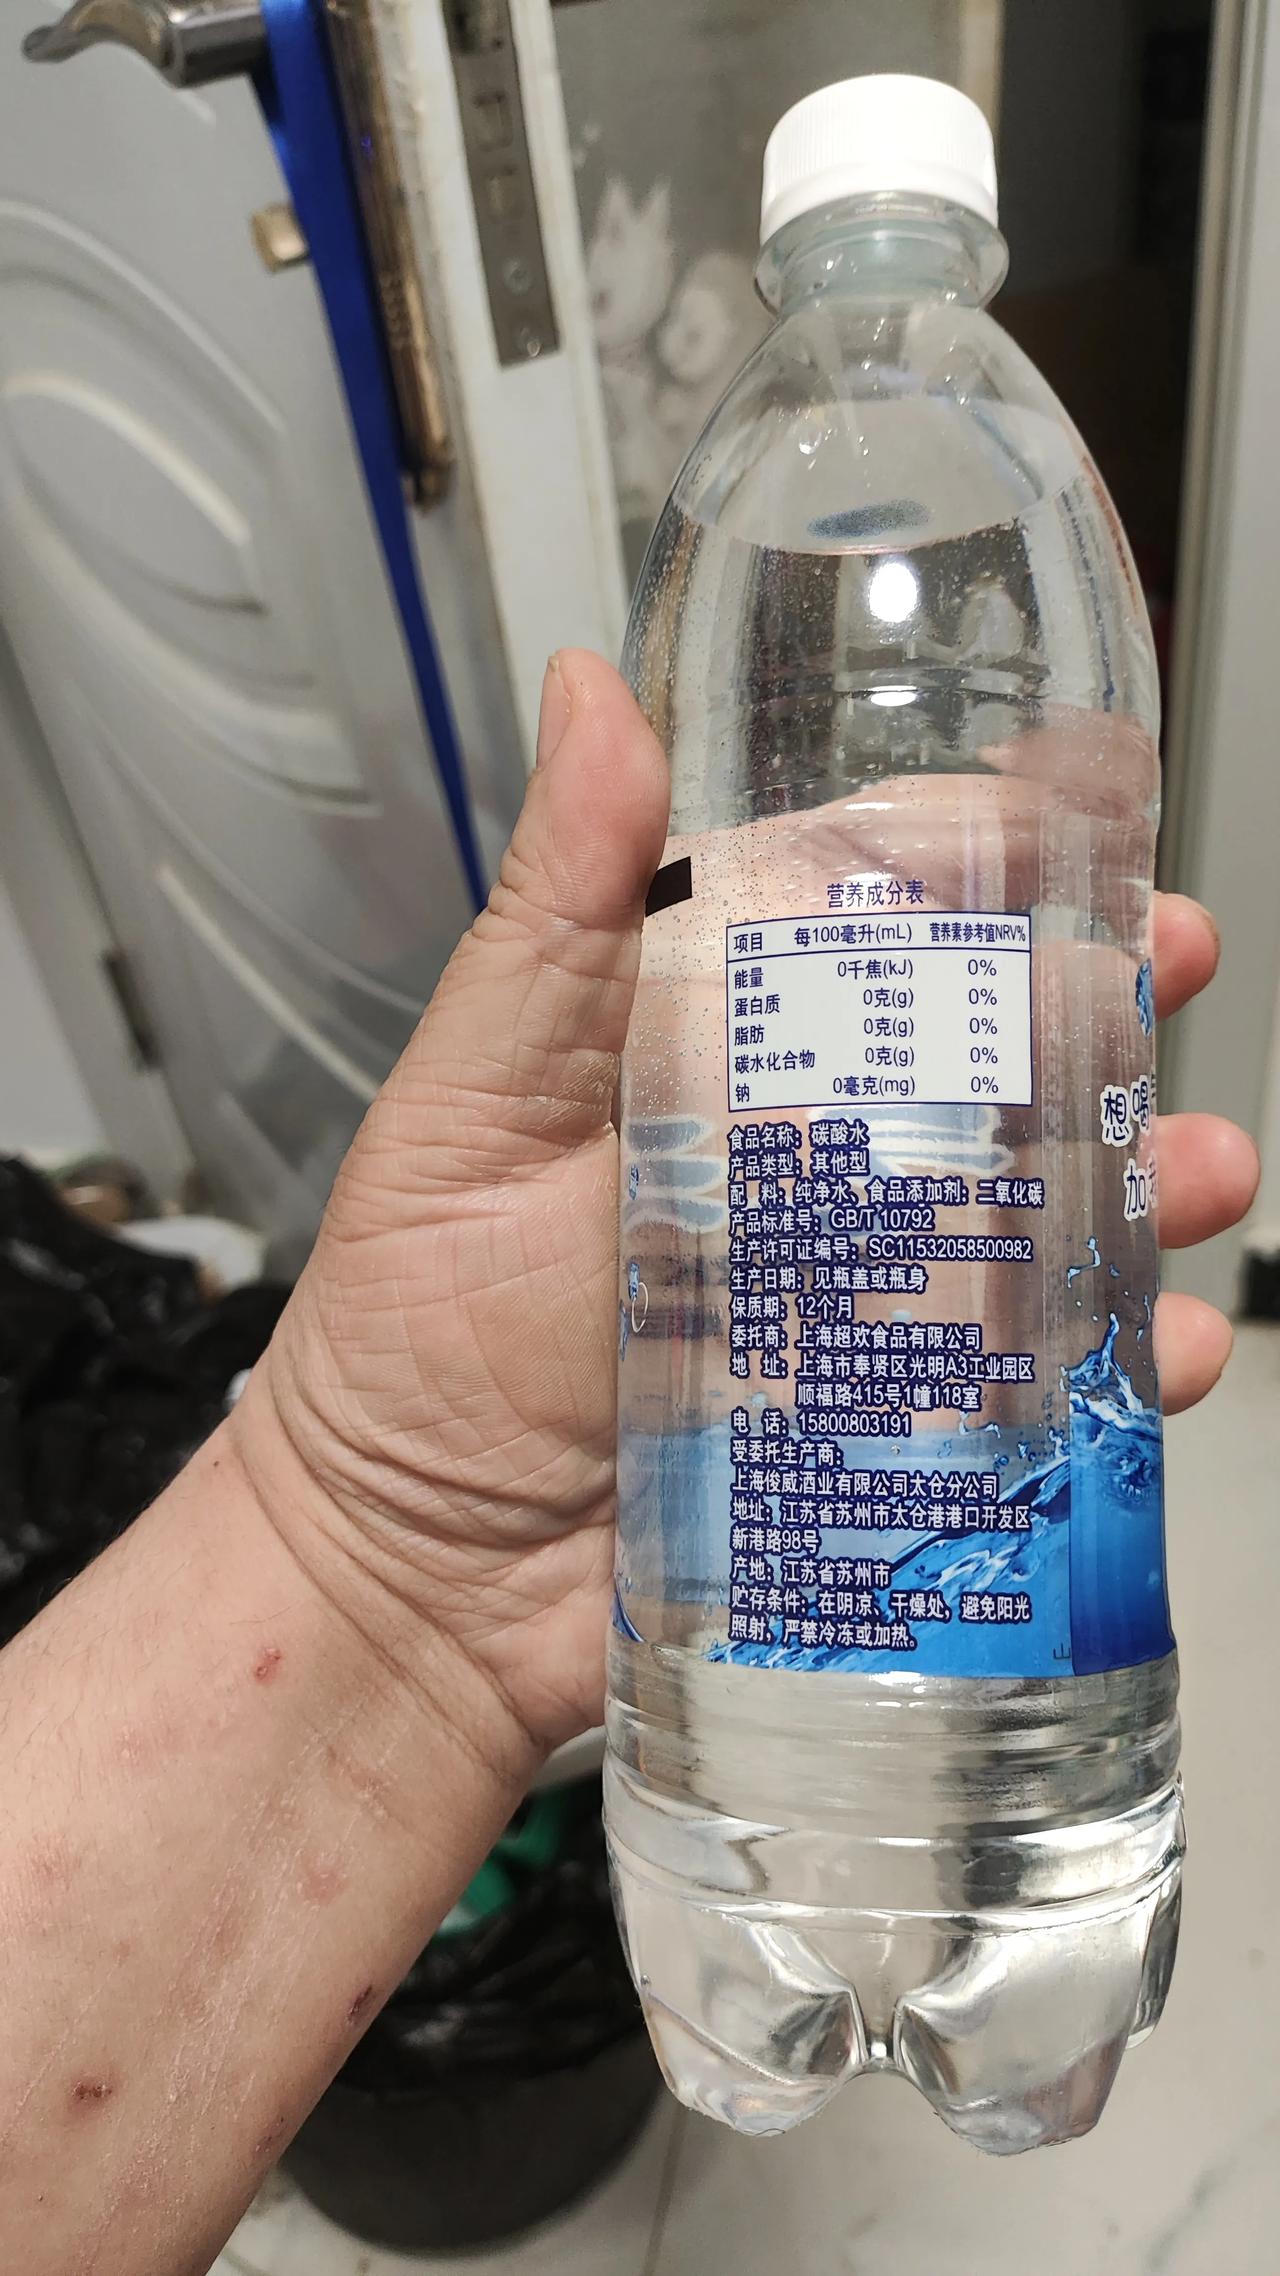 营养成分表
项目 每100毫升(mL) 营养素参考值NRV%
能量 0千焦(kJ) 0%
蛋白质 0克(g) 0%
脂肪 0克(g) 0%
碳水化合物 0克(g) 0%
钠 0毫克(mg) 0%
食品名称：碳酸水
产品类型：其他型
配 料：纯净水、食品添加剂：二氧化碳
产品标准号：GB/T 10792
生产许可证编号：SC11532058500982
生产日期：见瓶盖或瓶身
保质期：12个月
委托商：上海超欢食品有限公司
地 址：上海市奉贤区光明A3工业园区
顺福路415号1幢118室
电 话：15800803191
受委托生产商：
上海俊威酒业有限公司太仓分公司
地址：江苏省苏州市太仓港港口开发区
新港路98号
产地：江苏省苏州市
贮存条件：在阴凉、干燥处，避免阳光
照射，严禁冷冻或加热。
想喝
加